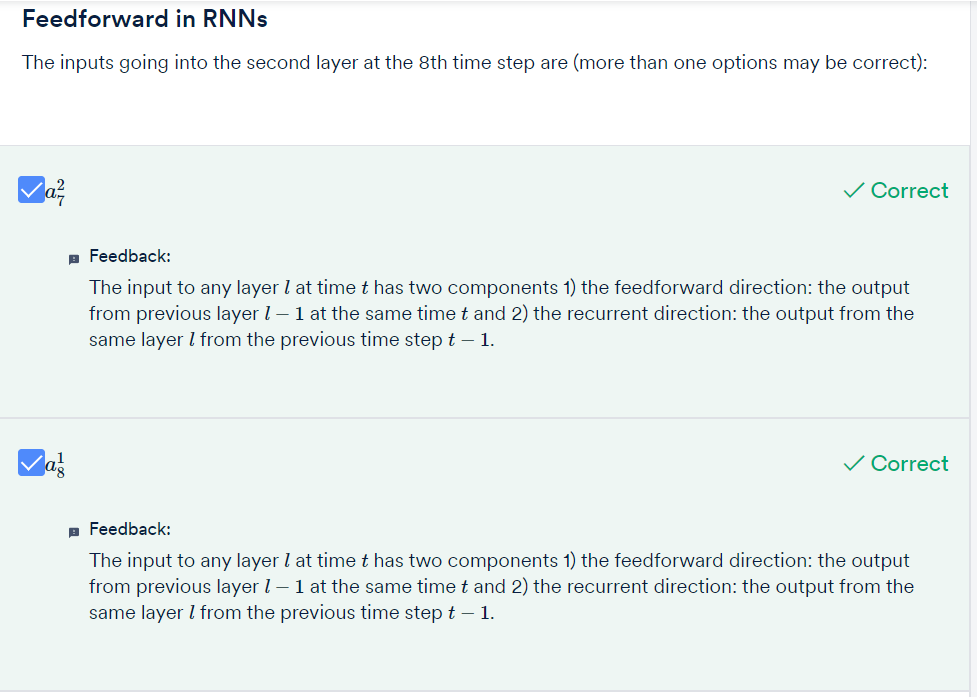 Feedforward in RNNs
The inputs going into the second layer at the 8th time step are (more than one options may be correct):
$a_7^2$
Correct
Feedback:
The input to any layer $l$ at time $t$ has two components 1) the feedforward direction: the output
from previous layer $l-1$ at the same time $t$ and 2) the recurrent direction: the output from the
same layer $l$ from the previous time step $t-1$.
$a_8^1$
Correct
Feedback:
The input to any layer $l$ at time $t$ has two components 1) the feedforward direction: the output
from previous layer $l-1$ at the same time $t$ and 2) the recurrent direction: the output from the
same layer $l$ from the previous time step $t-1$.